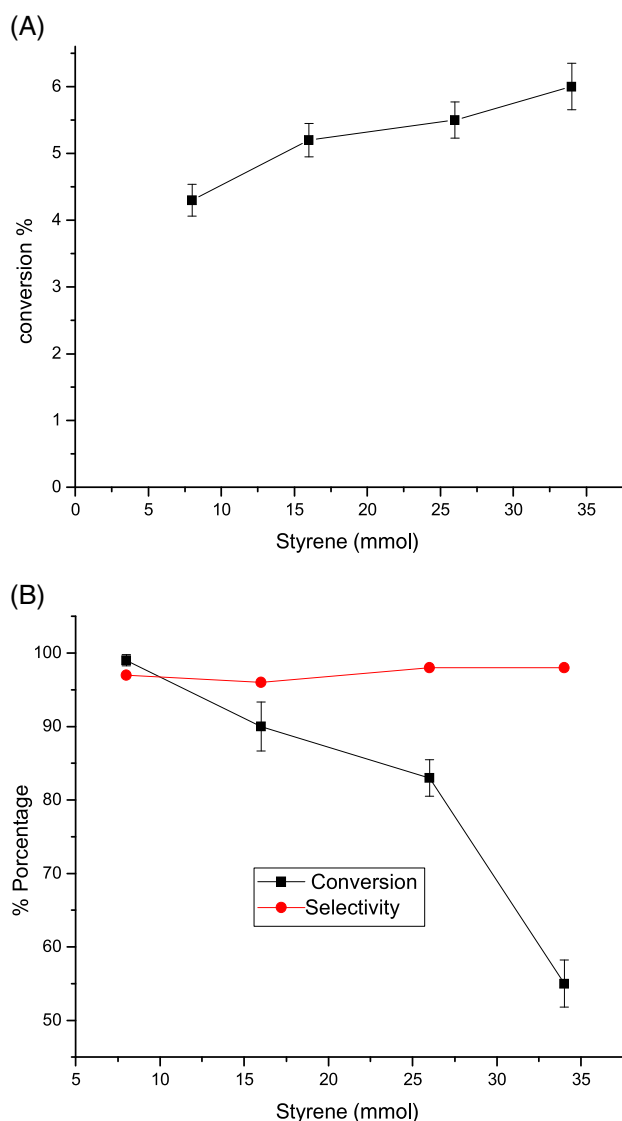 (A)
6
5
4
3
2
1
0
conversion %
0 5 10 15 20 25 30 35
Styrene (mmol)
(B)
100
90
80
70
60
50
% Porcentage
Conversion
Selectivity
5 10 15 20 25 30 35
Styrene (mmol)